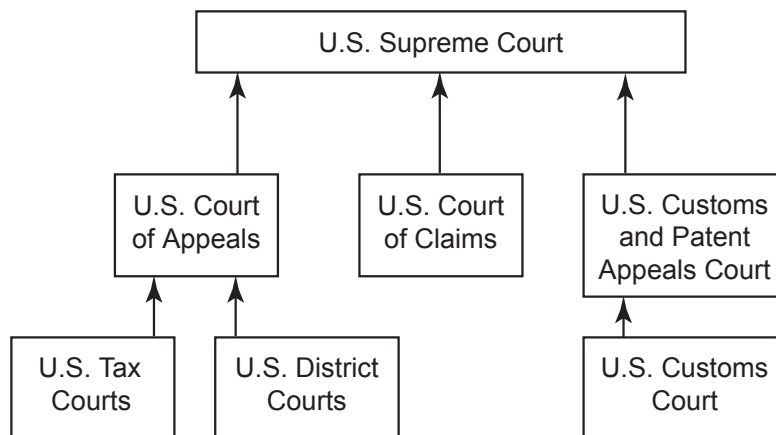 U.S. Supreme Court
U.S. Court
of Appeals
U.S. Court
of Claims
U.S. Customs
and Patent
Appeals Court
U.S. Tax
Courts
U.S. District
Courts
U.S. Customs
Court